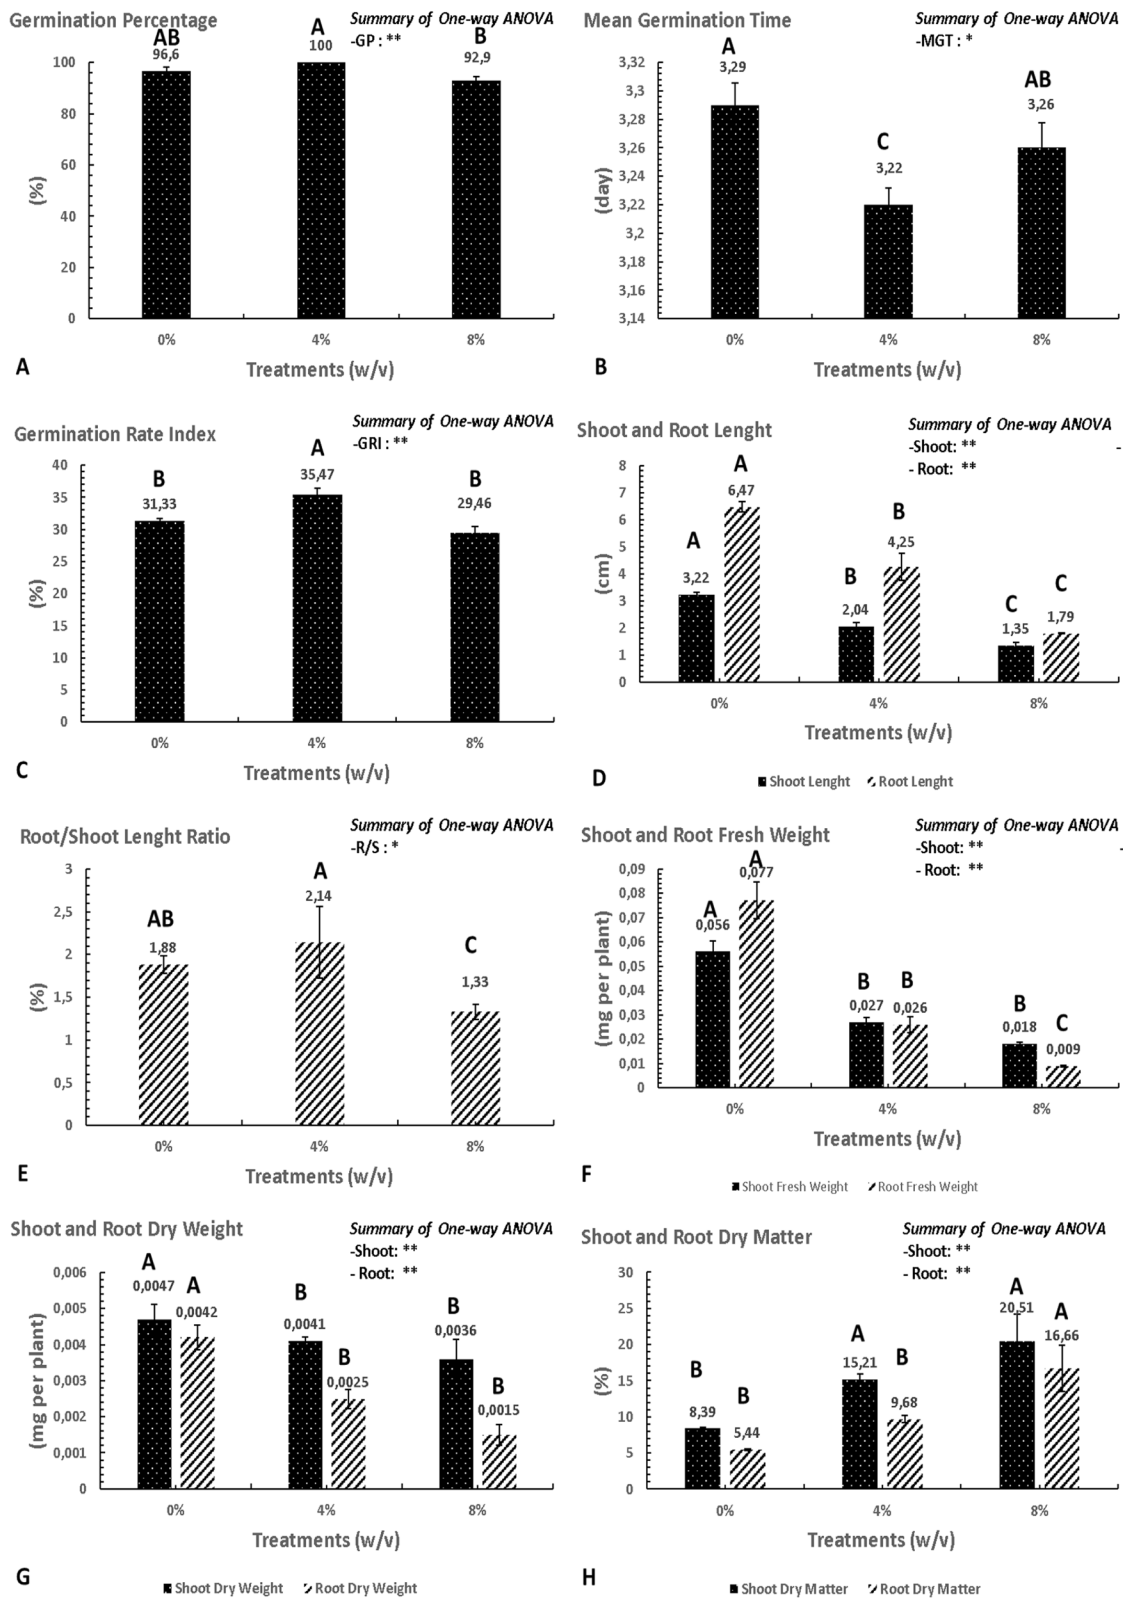 Germination Percentage
Summary of One-way ANOVA
-GP : **
AB
A
B
96,6
100
92,9
100
80
60
40
20
0
(%)
0%
4%
8%
Treatments (w/v)
A
Mean Germination Time
Summary of One-way ANOVA
-MGT : *
A
C
AB
3,29
3,22
3,26
3,32
3,3
3,28
3,26
3,24
3,22
3,2
3,18
3,16
3,14
(day)
0%
4%
8%
Treatments (w/v)
B
Germination Rate Index
Summary of One-way ANOVA
-GRI : **
B
A
B
31,33
35,47
29,46
40
35
30
25
20
15
10
5
0
(%)
0%
4%
8%
Treatments (w/v)
C
Shoot and Root Lenght
Summary of One-way ANOVA
-Shoot: **
-
- Root: **
A
A
B
B
C
C
3,22
6,47
2,04
4,25
1,35
1,79
8
7
6
5
4
3
2
1
0
(cm)
0%
4%
8%
Treatments (w/v)
Shoot Lenght
Root Lenght
D
Root/Shoot Lenght Ratio
Summary of One-way ANOVA
-R/S : *
AB
A
C
1,88
2,14
1,33
3
2,5
2
1,5
1
0,5
0
(%)
0%
4%
8%
Treatments (w/v)
E
Shoot and Root Fresh Weight
Summary of One-way ANOVA
-Shoot: **
-
- Root: **
A
A
B
B
B
C
0,056
0,077
0,027
0,026
0,018
0,009
0,09
0,08
0,07
0,06
0,05
0,04
0,03
0,02
0,01
0
(mg per plant)
0%
4%
8%
Treatments (w/v)
Shoot Fresh Weight
Root Fresh Weight
F
Shoot and Root Dry Weight
Summary of One-way ANOVA
-Shoot: **
- Root: **
A
A
B
B
B
B
0,0047
0,0042
0,0041
0,0025
0,0036
0,0015
0,006
0,005
0,004
0,003
0,002
0,001
0
(mg per plant)
0%
4%
8%
Treatments (w/v)
Shoot Dry Weight
Root Dry Weight
G
Shoot and Root Dry Matter
Summary of One-way ANOVA
-Shoot: **
- Root: **
B
B
A
B
A
A
8,39
5,44
15,21
9,68
20,51
16,66
30
25
20
15
10
5
0
(%)
0%
4%
8%
Treatments (w/v)
Shoot Dry Matter
Root Dry Matter
H